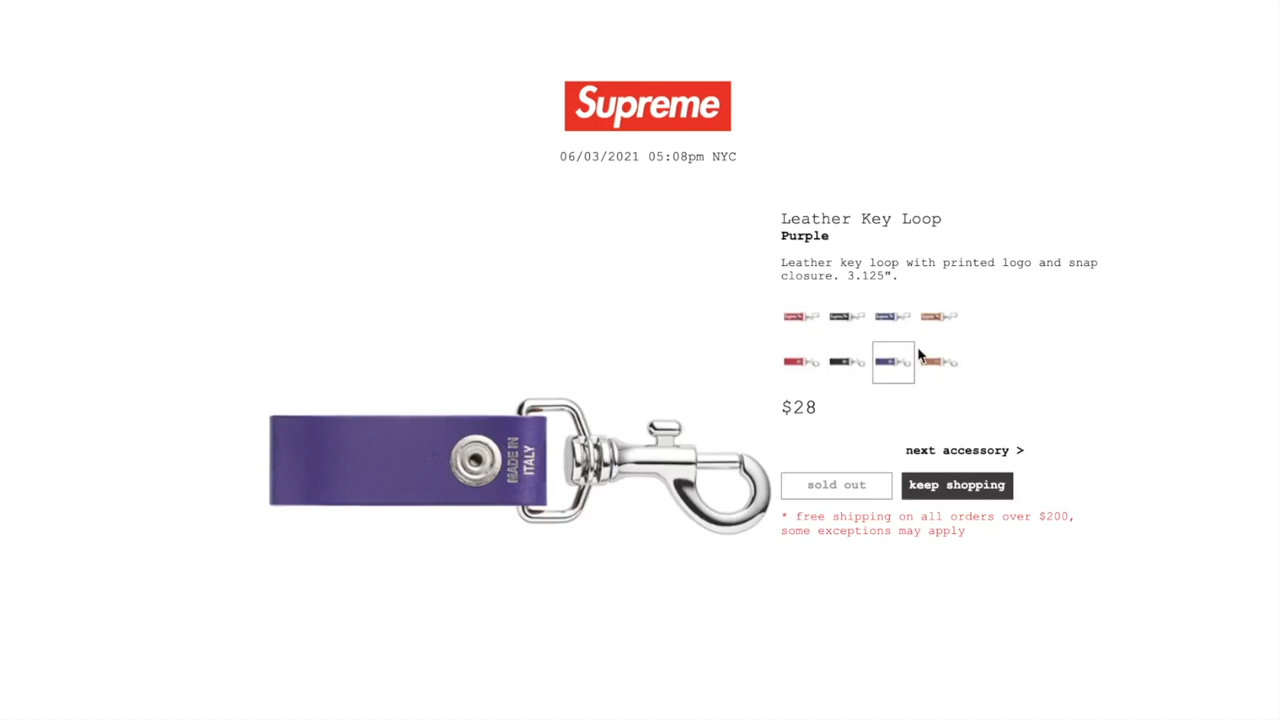 Supreme
06/03/2021 05:08pm NYC
Leather Key Loop
Purple
Leather key loop with printed logo and snap
closure. 3.125".
$28
next accessory >
sold out
keep shopping
* free shipping on all orders over $200,
some exceptions may apply
MADE IN
ITALY